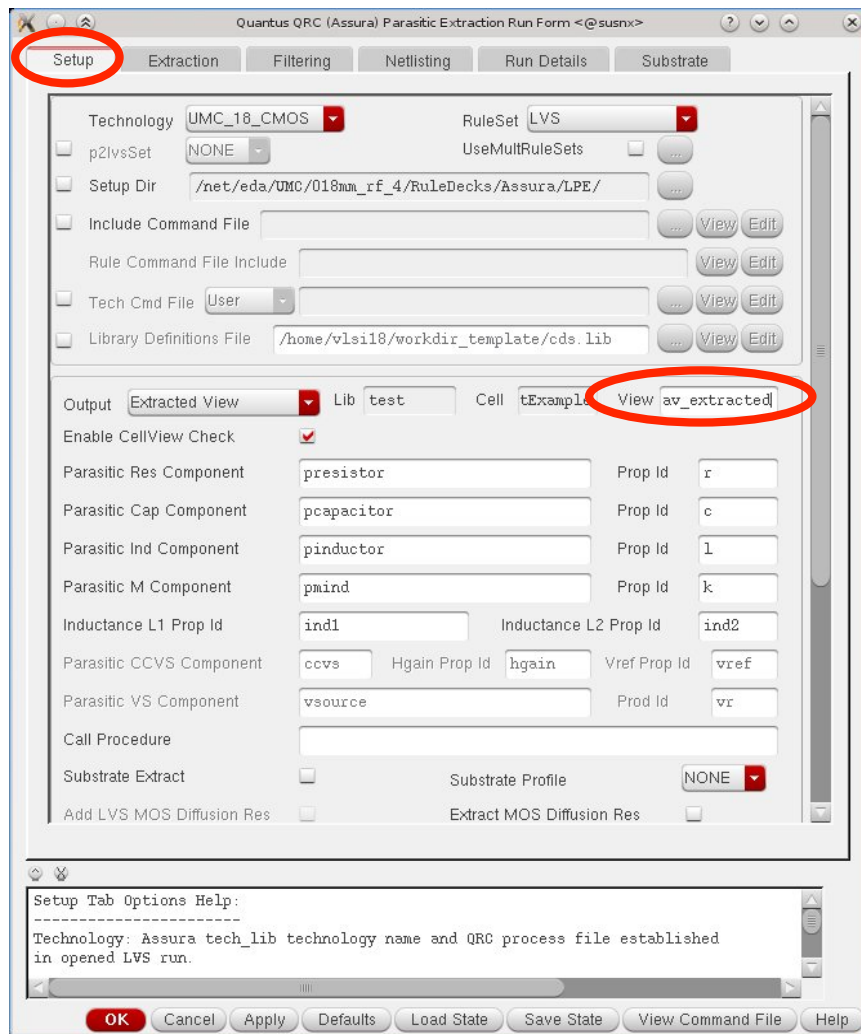 Quantus QRC (Assura) Parasitic Extraction Run Form <@susnx>
Setup Extraction Filtering Netlisting Run Details Substrate
Technology UMC_18_CMOS RuleSet LVS
p2lvsSet NONE UseMultRuleSets ...
Setup Dir /net/eda/UMC/018mm_rf_4/RuleDecks/Assura/LPE/ ...
Include Command File ... View Edit
Rule Command File Include View Edit
Tech Cmd File User ... View Edit
Library Definitions File /home/vlsi18/workdir_template/cds.lib ... View Edit
Output Extracted View Lib test Cell tExample View av_extracted
Enable CellView Check
Parasitic Res Component presistor Prop Id r
Parasitic Cap Component pcapacitor Prop Id c
Parasitic Ind Component pinductor Prop Id l
Parasitic M Component pmind Prop Id k
Inductance L1 Prop Id ind1 Inductance L2 Prop Id ind2
Parasitic CCVS Component ccvs Hgain Prop Id hgain Vref Prop Id vref
Parasitic VS Component vsource Prod Id vr
Call Procedure
Substrate Extract Substrate Profile NONE
Add LVS MOS Diffusion Res Extract MOS Diffusion Res
Setup Tab Options Help:
------------------------
Technology: Assura tech_lib technology name and QRC process file established
in opened LVS run.
OK Cancel Apply Defaults Load State Save State View Command File Help